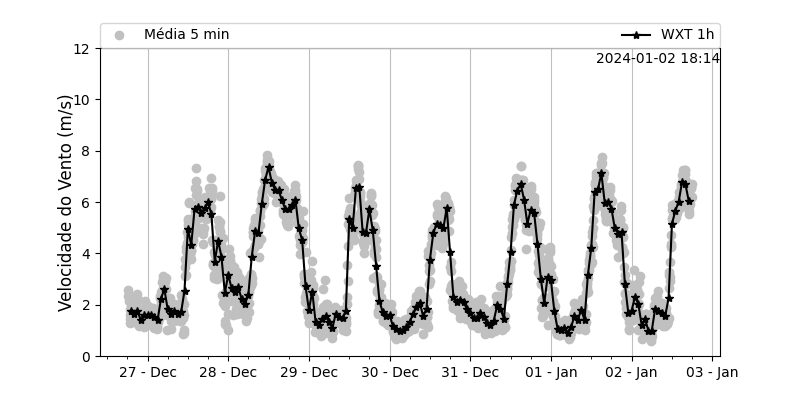 Média 5 min
WXT 1h
2024-01-02 18:14
Velocidade do Vento (m/s)
12
10
8
6
4
2
0
27 - Dec
28 - Dec
29 - Dec
30 - Dec
31 - Dec
01 - Jan
02 - Jan
03 - Jan